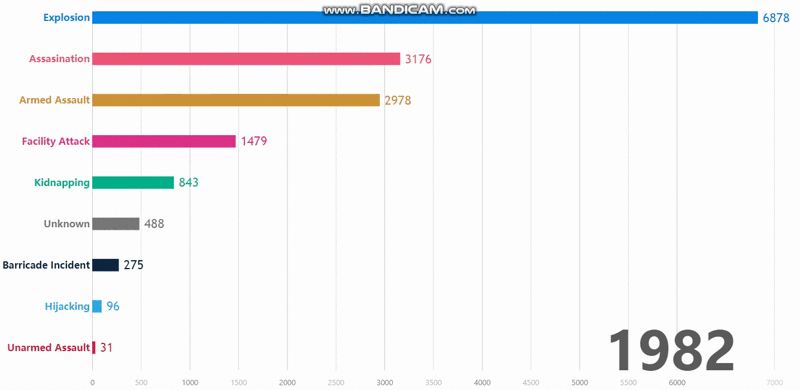 WWW.BANDICAM.COM
Explosion 6878
Assasination 3176
Armed Assault 2978
Facility Attack 1479
Kidnapping 843
Unknown 488
Barricade Incident 275
Hijacking 96
Unarmed Assault 31
1982
0 500 1000 1500 2000 2500 3000 3500 4000 4500 5000 5500 6000 7000